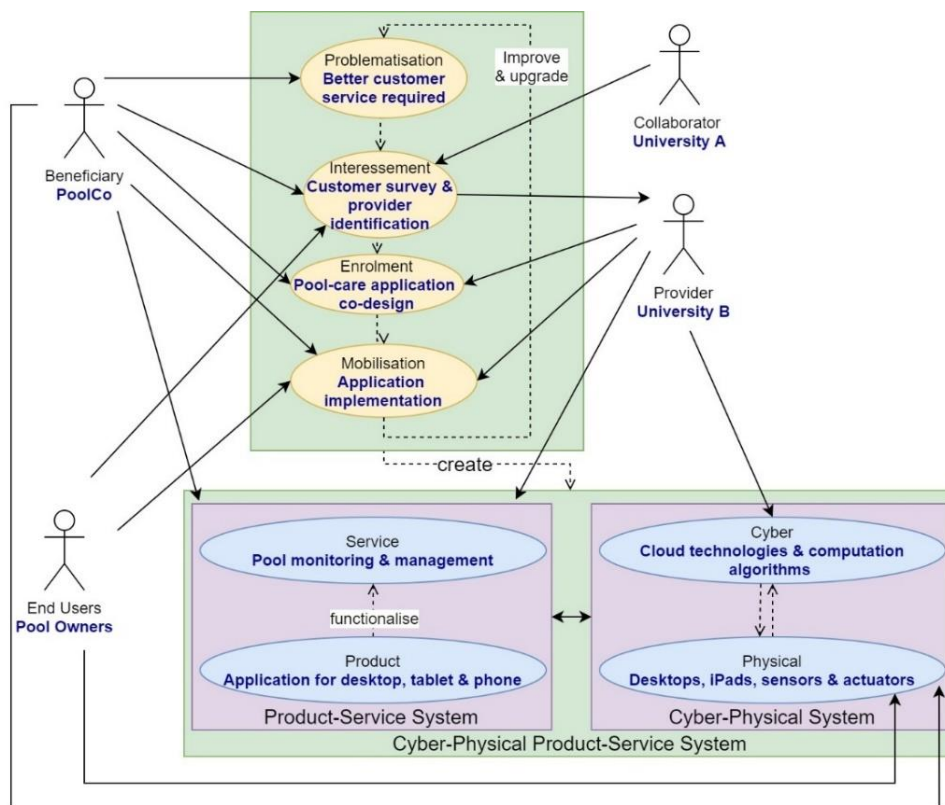 Problematisation
Better customer
service required
Improve
& upgrade
Collaborator
University A
Beneficiary
PoolCo
Interessement
Customer survey &
provider
identification
Enrolment
Pool-care application
co-design
Provider
University B
Mobilisation
Application
implementation
create
End Users
Pool Owners
Service
Pool monitoring & management
functionalise
Product
Application for desktop, tablet & phone
Product-Service System
Cyber
Cloud technologies & computation
algorithms
Physical
Desktops, iPads, sensors & actuators
Cyber-Physical System
Cyber-Physical Product-Service System